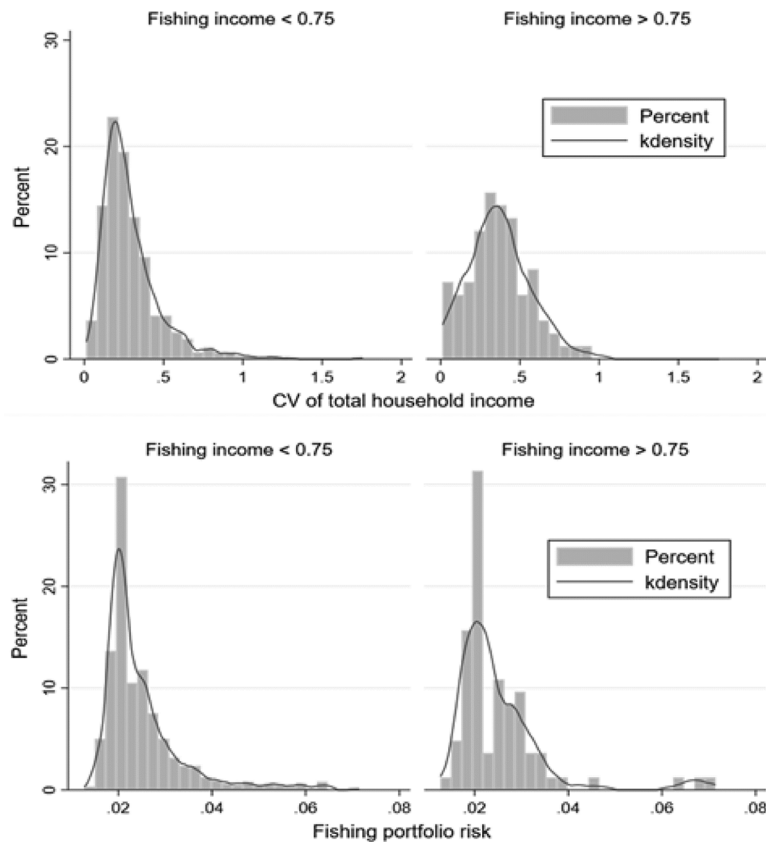 Fishing income < 0.75 Fishing income > 0.75
30
20
10
0
Percent
Percent
kdensity
0 .5 1 1.5 2 0 .5 1 1.5 2
CV of total household income
Fishing income < 0.75 Fishing income > 0.75
30
20
10
0
Percent
Percent
kdensity
.02 .04 .06 .08 .02 .04 .06 .08
Fishing portfolio risk